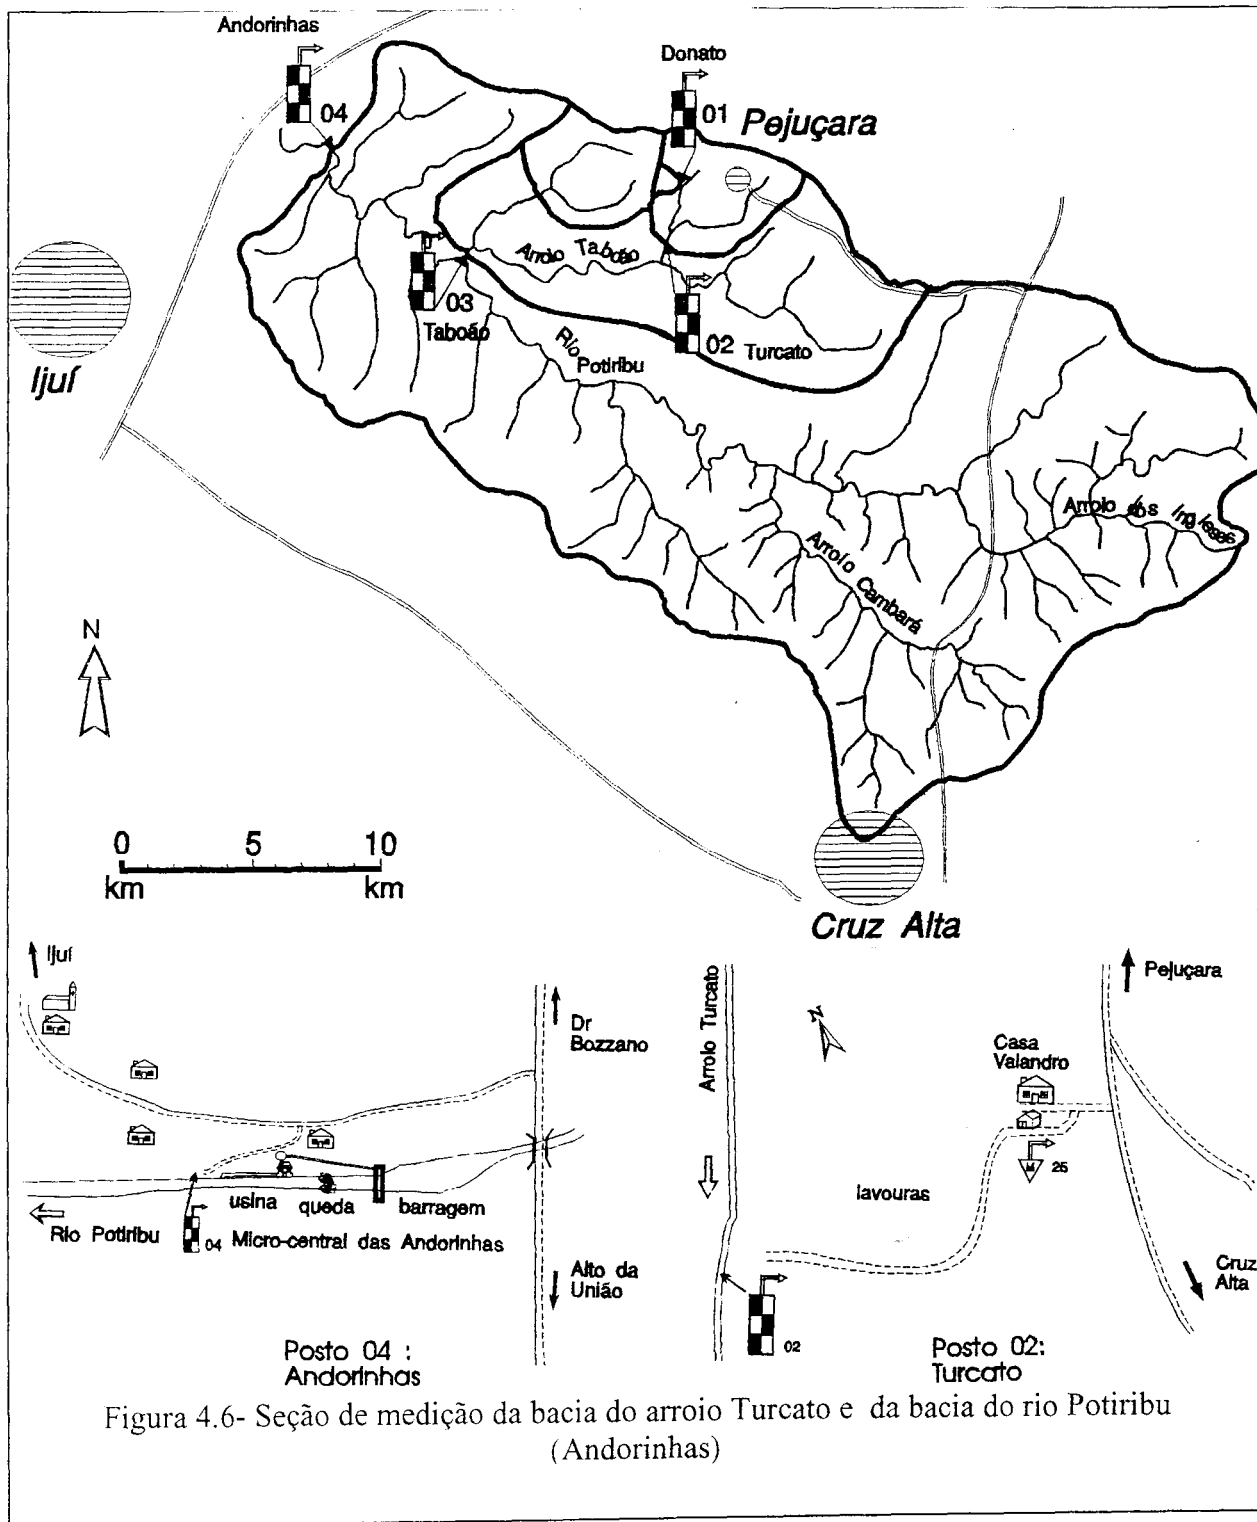 Andorinhas
04
Donato
01
Pejuçara
Arroio Taboão
03
Taboão
02
Turcato
Rio
Potiribu
Ijuí
Arroio dos Ingleses
Arroio Cambará
N
0
5
10
km
km
Cruz Alta
Ijuí
Dr
Bozzano
usina
queda
barragem
Rio Potiribu
04
Micro-central das Andorinhas
Alto da
União
Posto 04 :
Andorinhas
Arroio Turcato
N
Pejuçara
Casa
Valandro
25
lavouras
Cruz
Alta
02
Posto 02:
Turcato
Figura 4.6- Seção de medição da bacia do arroio Turcato e da bacia do rio Potiribu
(Andorinhas)